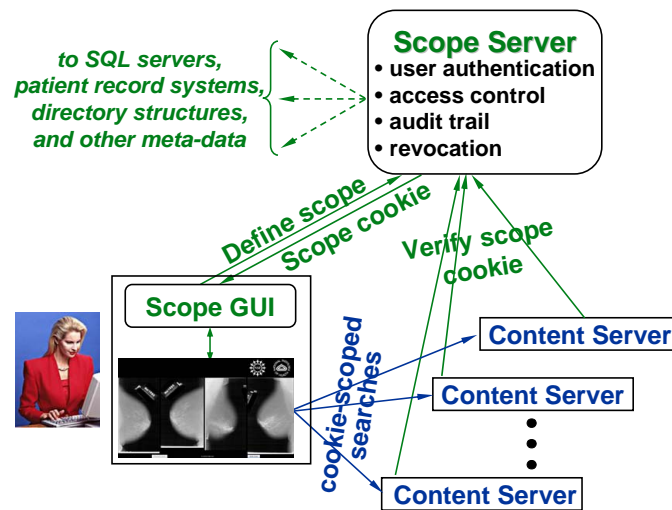 to SQL servers,
patient record systems,
directory structures,
and other meta-data
Scope Server
• user authentication
• access control
• audit trail
• revocation
Define scope
Scope cookie
Verify scope
cookie
Scope GUI
cookie-scoped
searches
Content Server
Content Server
Content Server